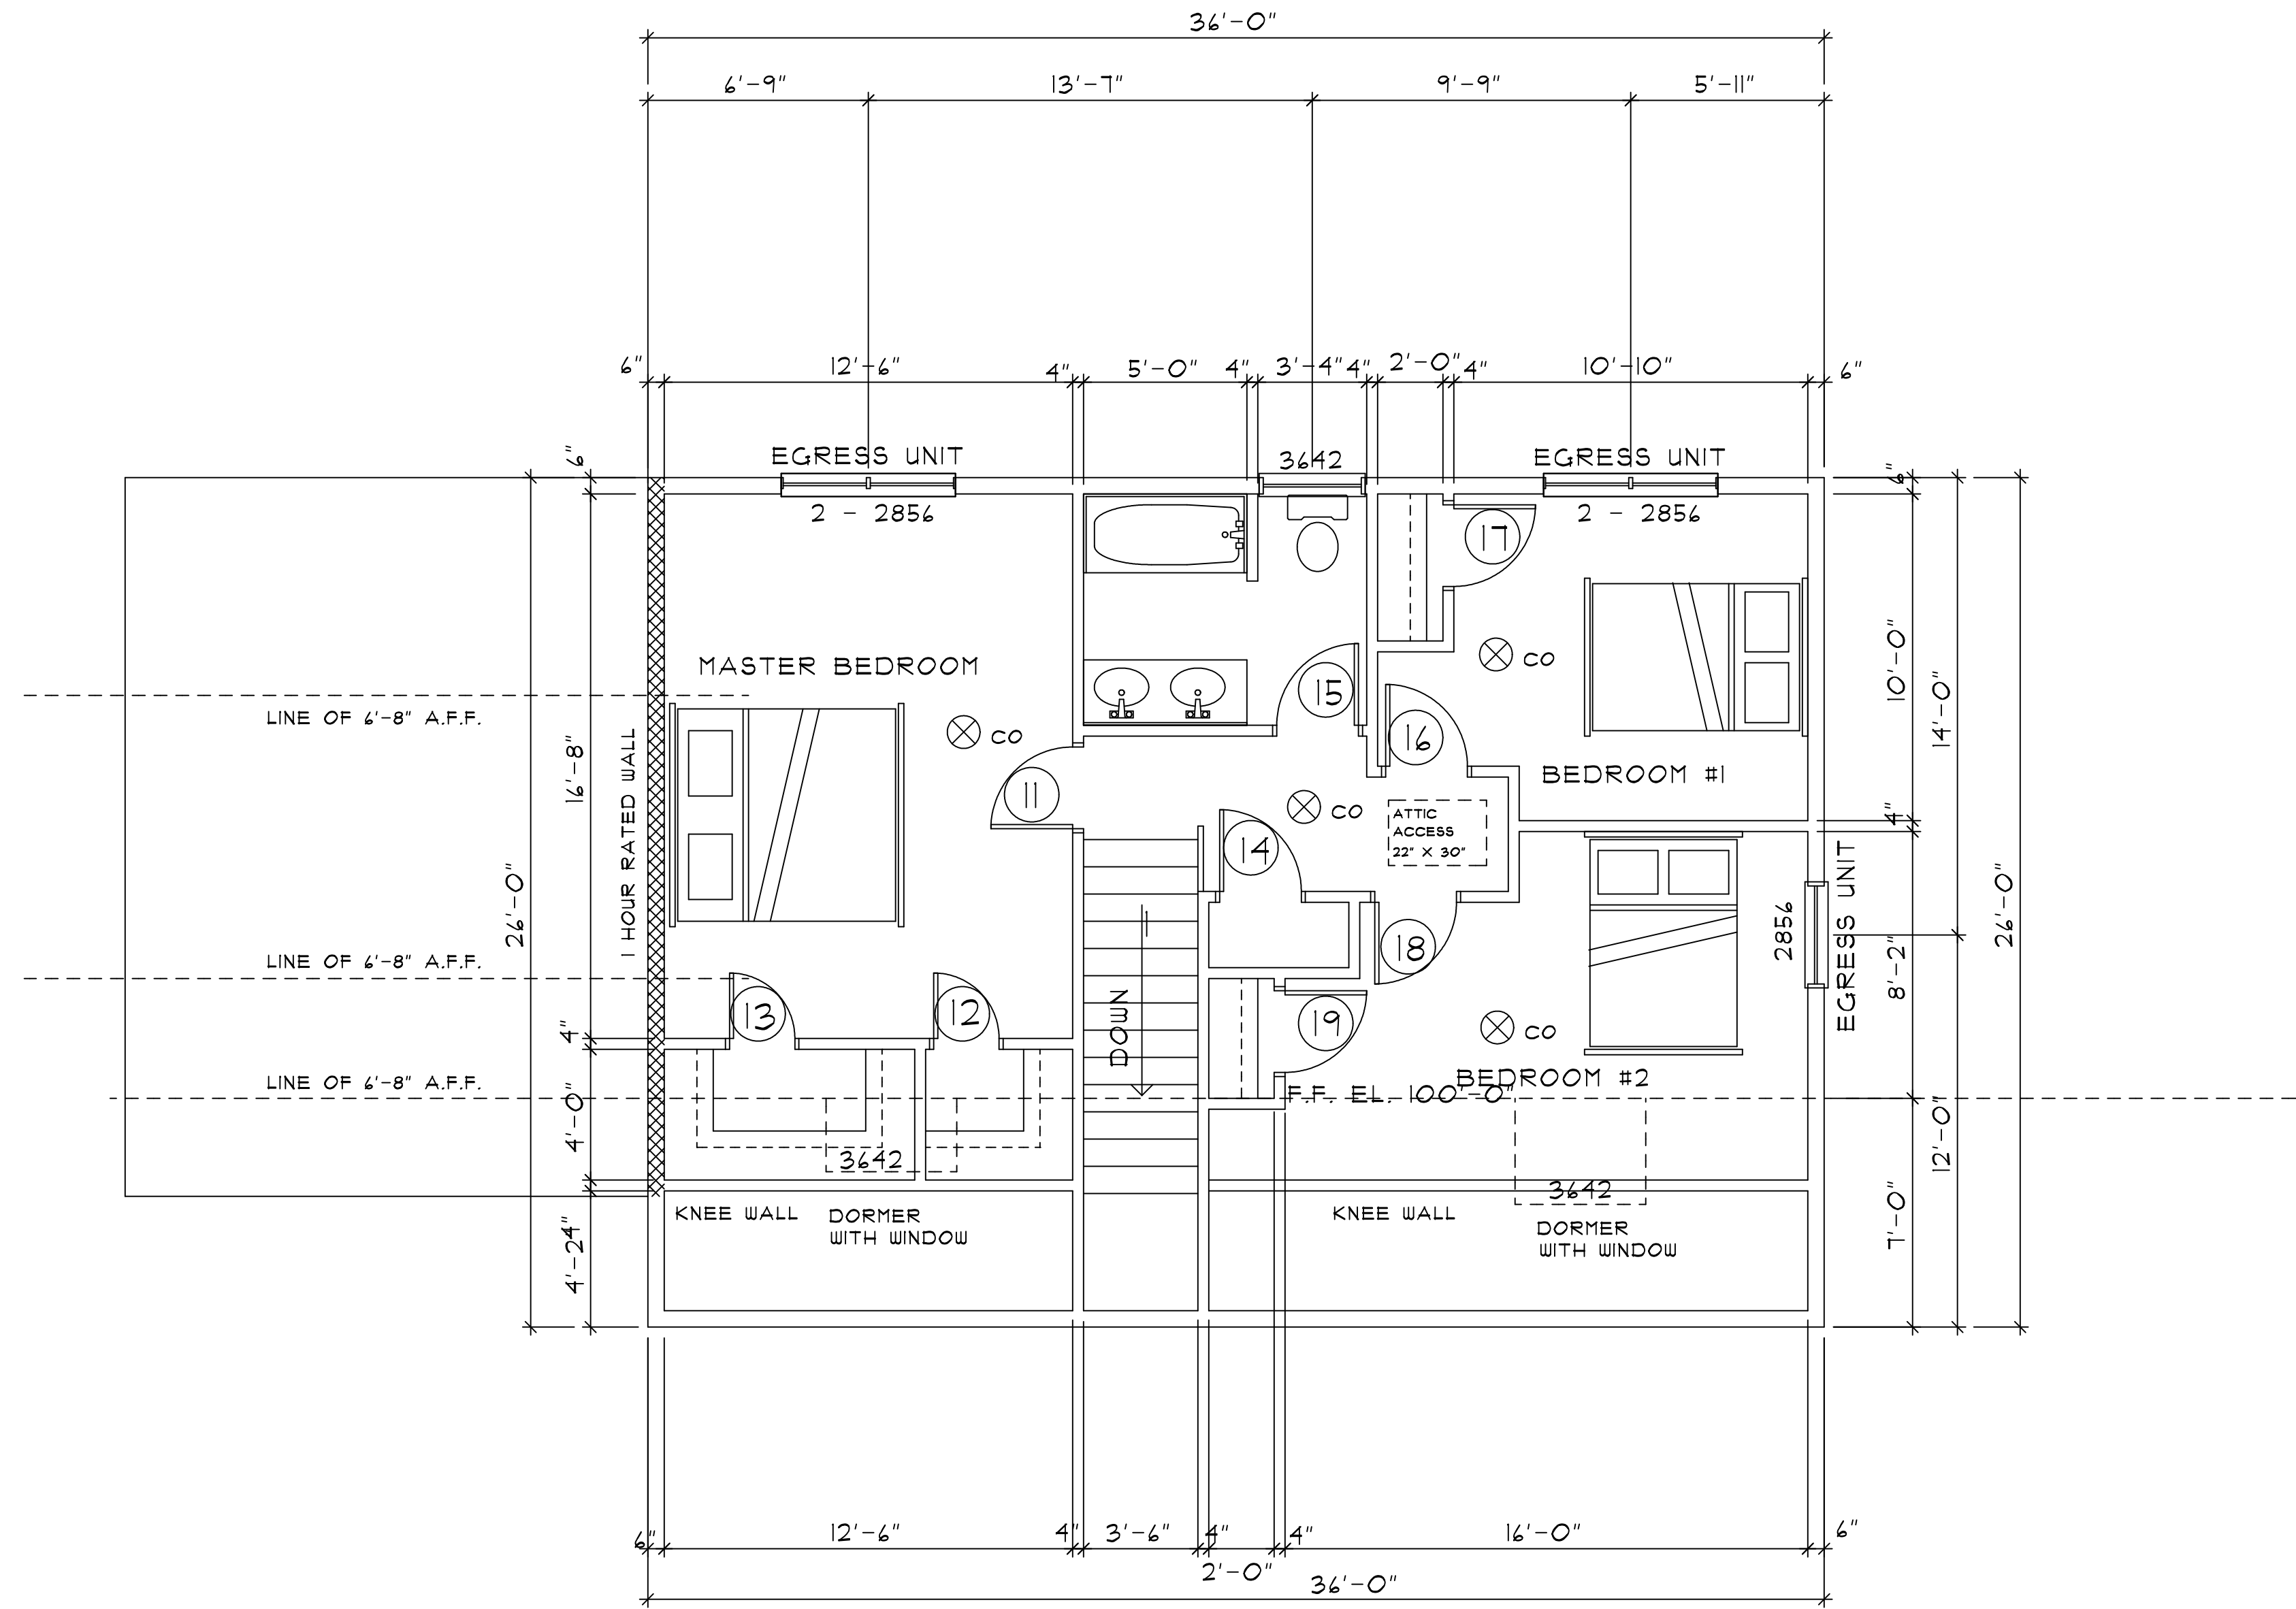 36'-0"
6'-9" 13'-7" 9'-9" 5'-11"
6" 12'-6" 4" 5'-0" 4" 3'-4" 4" 2'-0" 4" 10'-10" 6"
EGRESS UNIT 3642 EGRESS UNIT
2 - 2856 2 - 2856
6" 6"
17
MASTER BEDROOM
15
CO
LINE OF 6'-8" A.F.F.
CO
16
10'-0"
14'-0"
16'-8"
1 HOUR RATED WALL
11
BEDROOM #1
CO
ATTIC
ACCESS
22" X 30"
14
4"
26'-0"
26'-0"
2856
EGRESS UNIT
18
LINE OF 6'-8" A.F.F.
8'-2"
13
12
DOWN
19
CO
4"
LINE OF 6'-8" A.F.F.
BEDROOM #2
F.F. EL. 100'-0"
4'-0"
12'-0"
3642
3642
KNEE WALL
DORMER
WITH WINDOW
KNEE WALL
DORMER
WITH WINDOW
7'-0"
4'-2
4"
6" 12'-6" 4" 3'-6" 4" 4" 16'-0" 6"
2'-0"
36'-0"